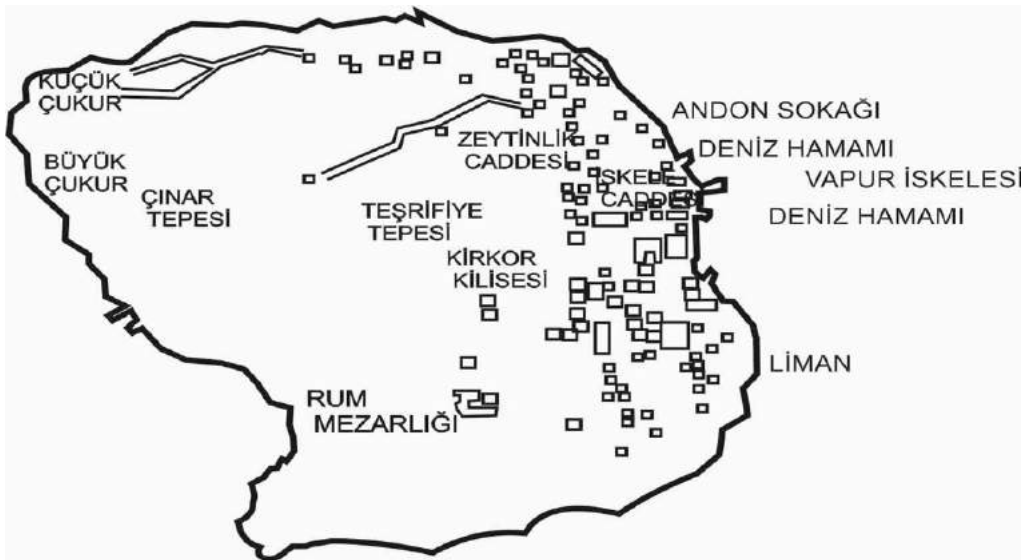 KÜÇÜK
ÇUKUR
BÜYÜK
ÇUKUR
ÇINAR
TEPESİ
TEŞRİFİYE
TEPESİ
ZEYTİNLİK
CADDESİ
KİRKOR
KİLİSESİ
RUM
MEZARLIĞI
CADDESİ
ANDON SOKAĞI
DENİZ HAMAMI
VAPUR İSKELESİ
DENİZ HAMAMI
LİMAN